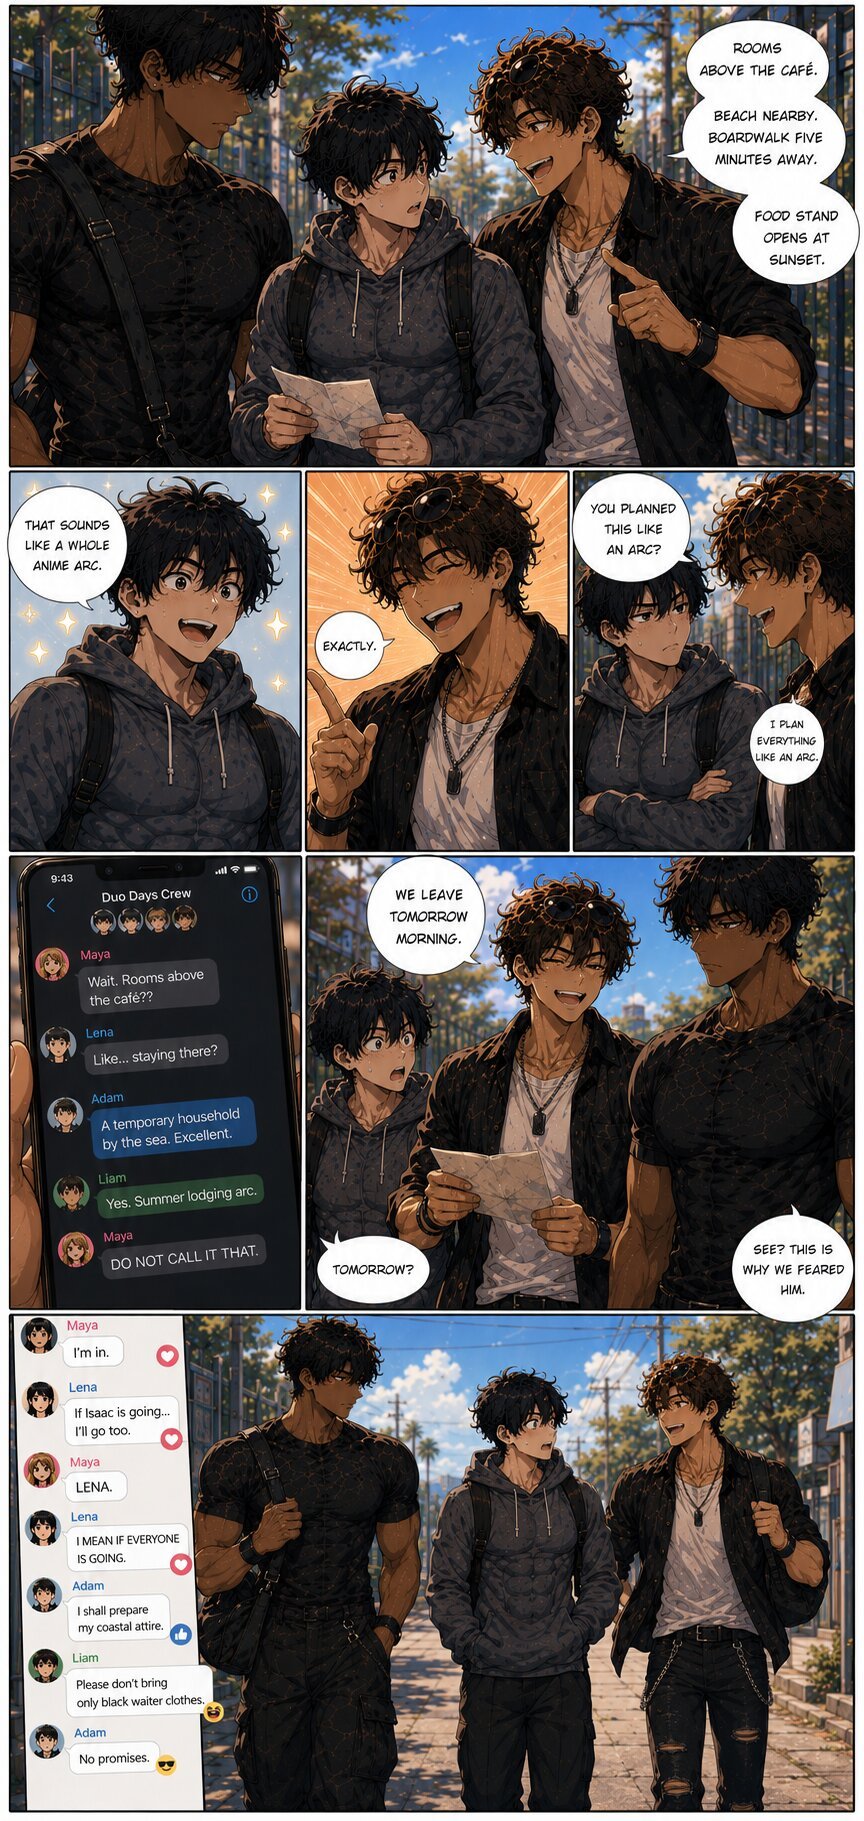 ROOMS
ABOVE THE CAFÉ.
BEACH NEARBY.
BOARDWALK FIVE
MINUTES AWAY.
FOOD STAND
OPENS AT
SUNSET.
THAT SOUNDS
LIKE A WHOLE
ANIME ARC.
EXACTLY.
YOU PLANNED
THIS LIKE
AN ARC?
I PLAN
EVERYTHING
LIKE AN ARC.
9:43
Duo Days Crew
Maya
Wait. Rooms above
the café??
Lena
Like... staying there?
Adam
A temporary household
by the sea. Excellent.
Liam
Yes. Summer lodging arc.
Maya
DO NOT CALL IT THAT.
WE LEAVE
TOMORROW
MORNING.
TOMORROW?
SEE? THIS IS
WHY WE FEARED
HIM.
Maya
I'm in.
Lena
If Isaac is going...
I'll go too.
Maya
LENA.
Lena
I MEAN IF EVERYONE
IS GOING.
Adam
I shall prepare
my coastal attire.
Liam
Please don't bring
only black waiter clothes.
Adam
No promises.